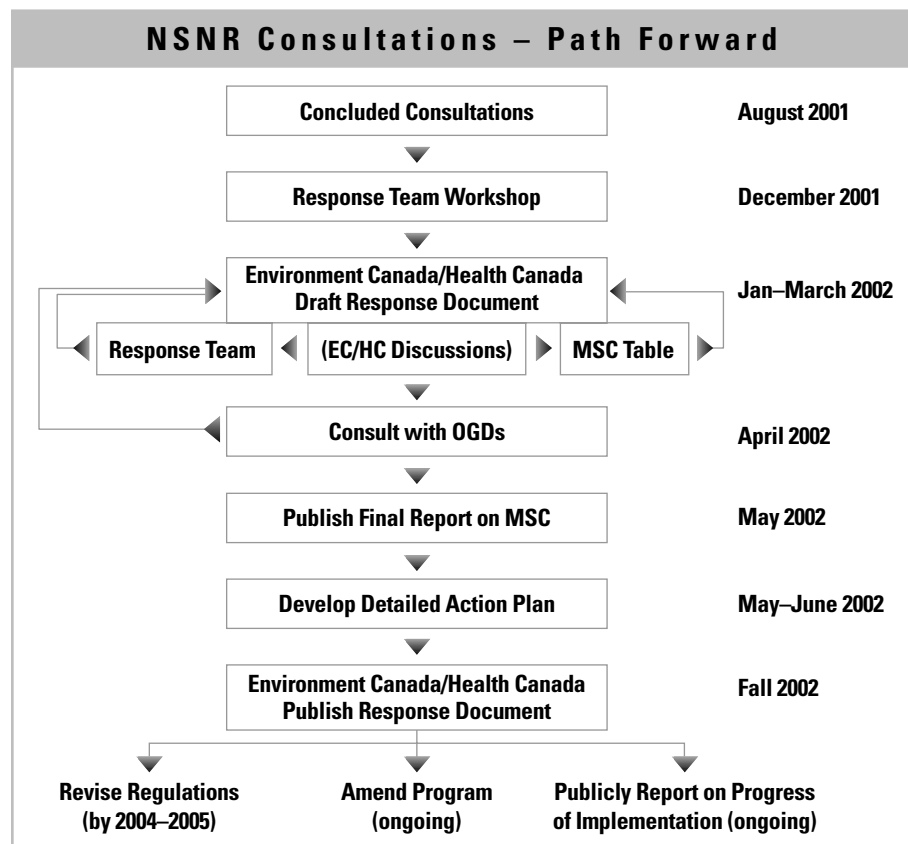 NSNR Consultations – Path Forward
Concluded Consultations
August 2001
Response Team Workshop
December 2001
Environment Canada/Health Canada
Draft Response Document
Jan–March 2002
Response Team
(EC/HC Discussions)
MSC Table
Consult with OGDs
April 2002
Publish Final Report on MSC
May 2002
Develop Detailed Action Plan
May–June 2002
Environment Canada/Health Canada
Publish Response Document
Fall 2002
Revise Regulations
(by 2004–2005)
Amend Program
(ongoing)
Publicly Report on Progress
of Implementation (ongoing)